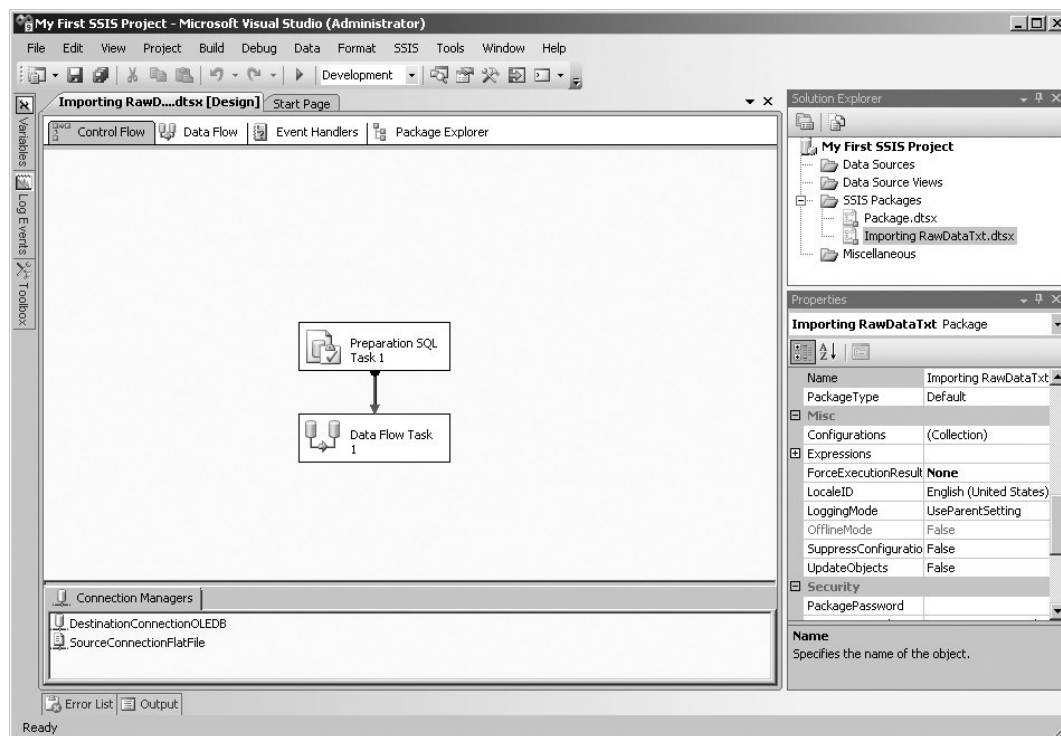 My First SSIS Project - Microsoft Visual Studio (Administrator)
File Edit View Project Build Debug Data Format SSIS Tools Window Help
Development
Variables
Log Events
Toolbox
Importing RawD....dtsx [Design] Start Page
Control Flow Data Flow Event Handlers Package Explorer
Preparation SQL
Task 1
Data Flow Task
1
Connection Managers
DestinationConnectionOLEDB
SourceConnectionFlatFile
Error List Output
Ready
Solution Explorer
My First SSIS Project
Data Sources
Data Source Views
SSIS Packages
Package.dtsx
Importing RawDataTxt.dtsx
Miscellaneous
Properties
Importing RawDataTxt Package
Name Importing RawDataTxt
PackageType Default
Misc
Configurations (Collection)
Expressions
ForceExecutionResult None
LocaleID English (United States)
LoggingMode UseParentSetting
OfflineMode False
SuppressConfiguratio False
UpdateObjects False
Security
PackagePassword
Name
Specifies the name of the object.